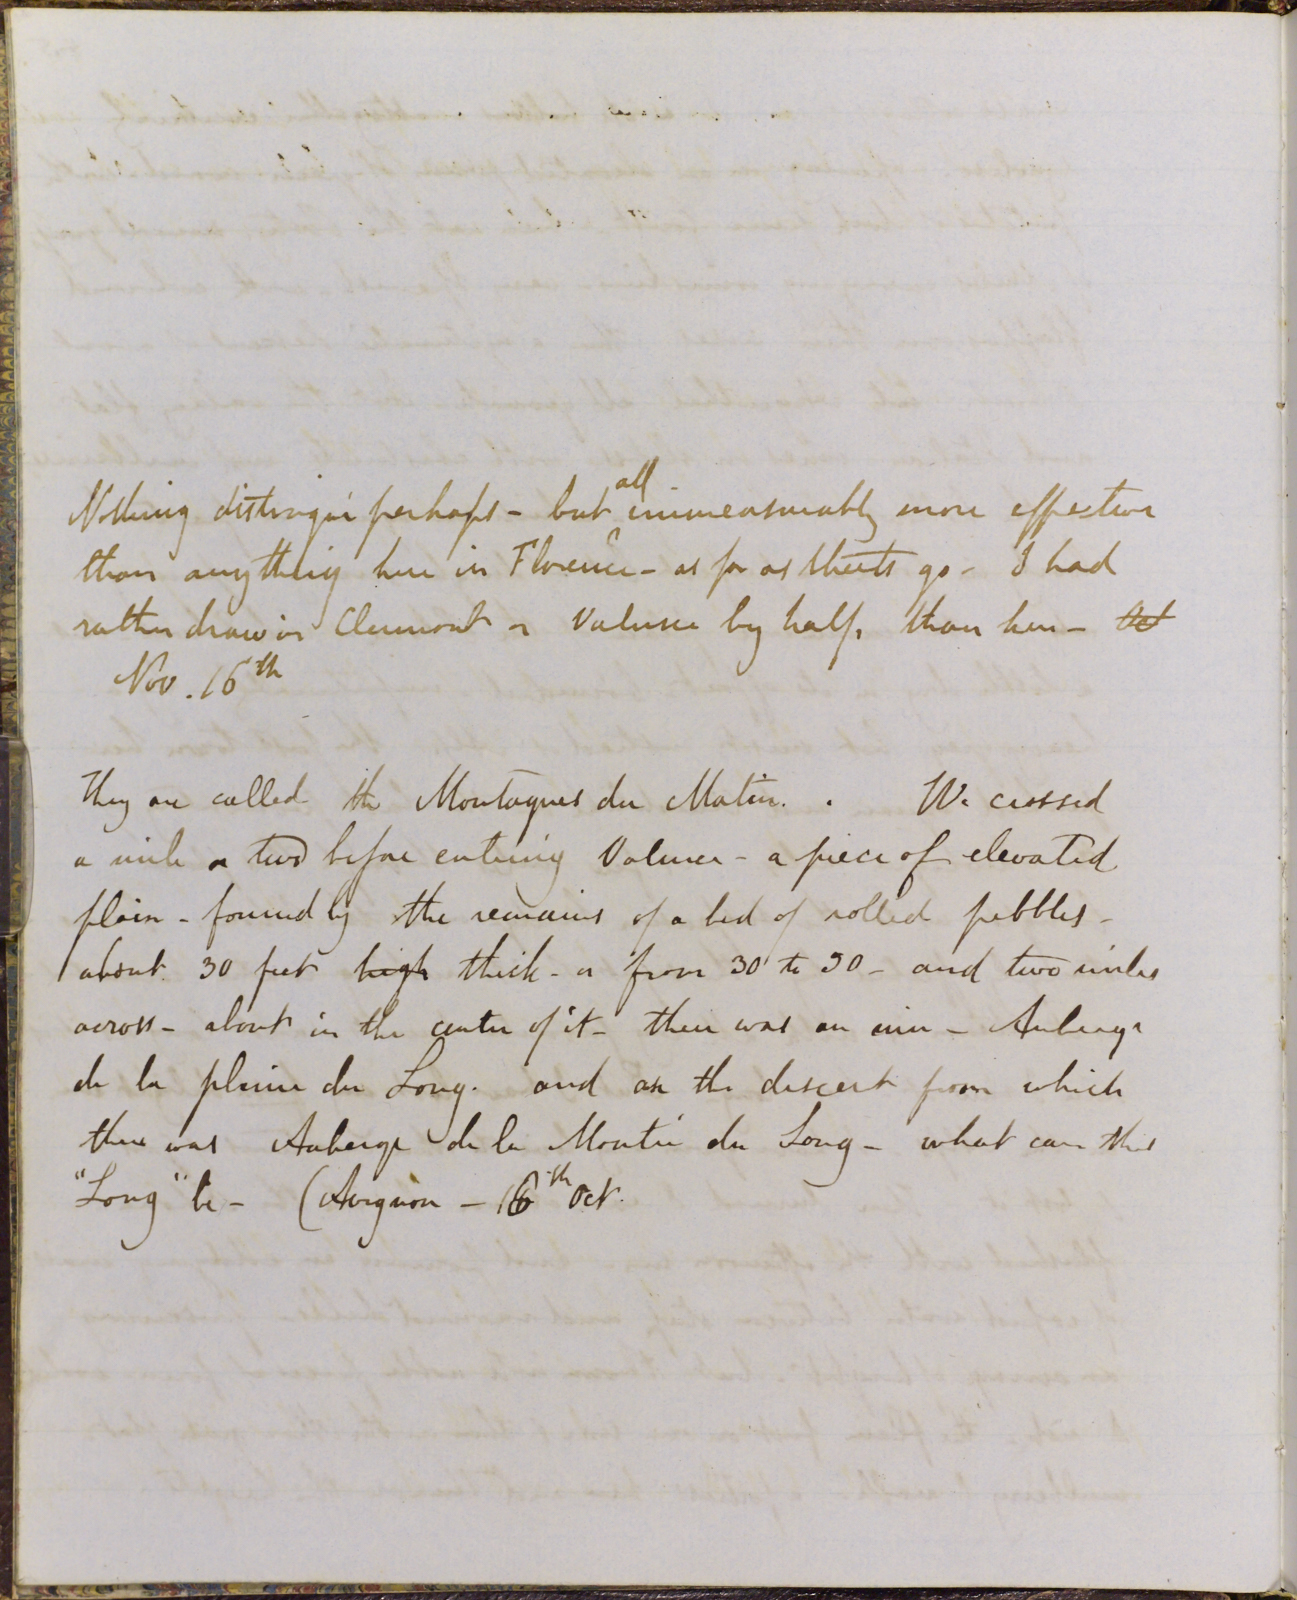 all
Nothing distingué perhaps - but immeasurably more effective
than anything here in Florence - as far as streets go - I had
rather draw in Clermont or Valence by half, than here - Oct
Nov. 16th
They are called the Montagnes du Matin. . We crossed
a mile or two before entering Valence - a piece of elevated
plain - formed by the remains of a bed of rolled pebbles -
about 30 feet high thick - or from 30 to 50 - and two miles
across - about in the center of it - there was an inn - Auberge
de la plaine du Long. and on the descent from which
there was Auberge de la Montée du Long - what can this
"Long" be - (Avignon - 16th Oct.